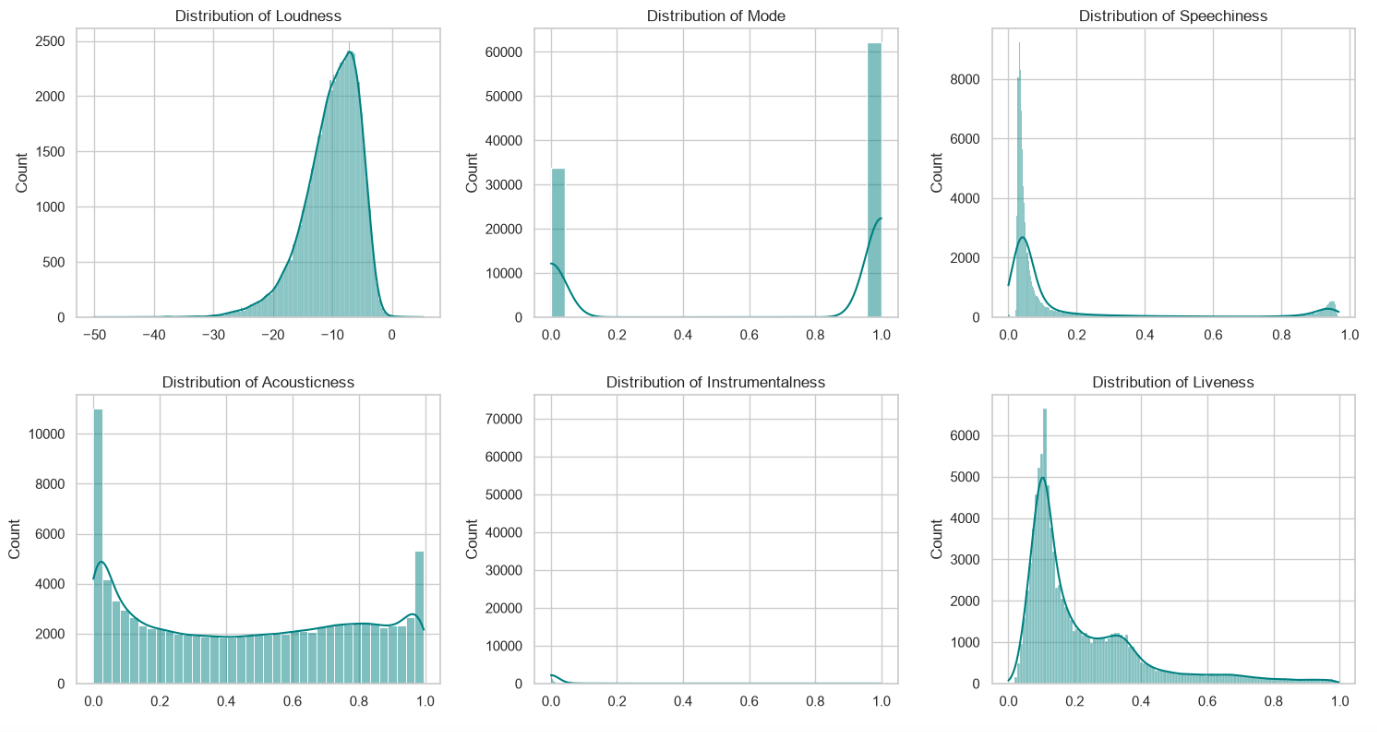 Distribution of Loudness
Distribution of Mode
Distribution of Speechiness
Count
2500
2000
1500
1000
500
0
−50 −40 −30 −20 −10 0
60000
50000
40000
30000
20000
10000
0
0.0 0.2 0.4 0.6 0.8 1.0
Count
8000
6000
4000
2000
0
0.0 0.2 0.4 0.6 0.8 1.0
Distribution of Acousticness
Distribution of Instrumentalness
Distribution of Liveness
Count
10000
8000
6000
4000
2000
0
0.0 0.2 0.4 0.6 0.8 1.0
70000
60000
50000
40000
30000
20000
10000
0
0.0 0.2 0.4 0.6 0.8 1.0
Count
6000
5000
4000
3000
2000
1000
0
0.0 0.2 0.4 0.6 0.8 1.0